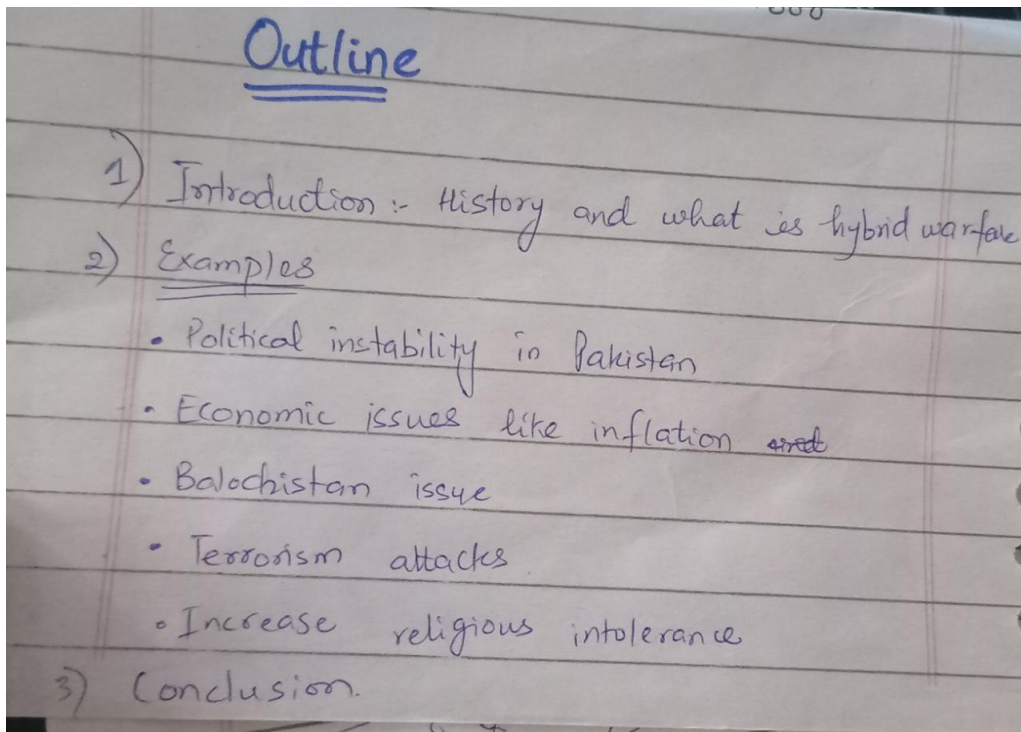 Outline
1) Introduction :- History and what is hybrid warfare
2) Examples
• Political instability in Pakistan
• Economic issues like inflation
• Balochistan issue
• Terrorism attacks
• Increase religious intolerance
3) Conclusion.